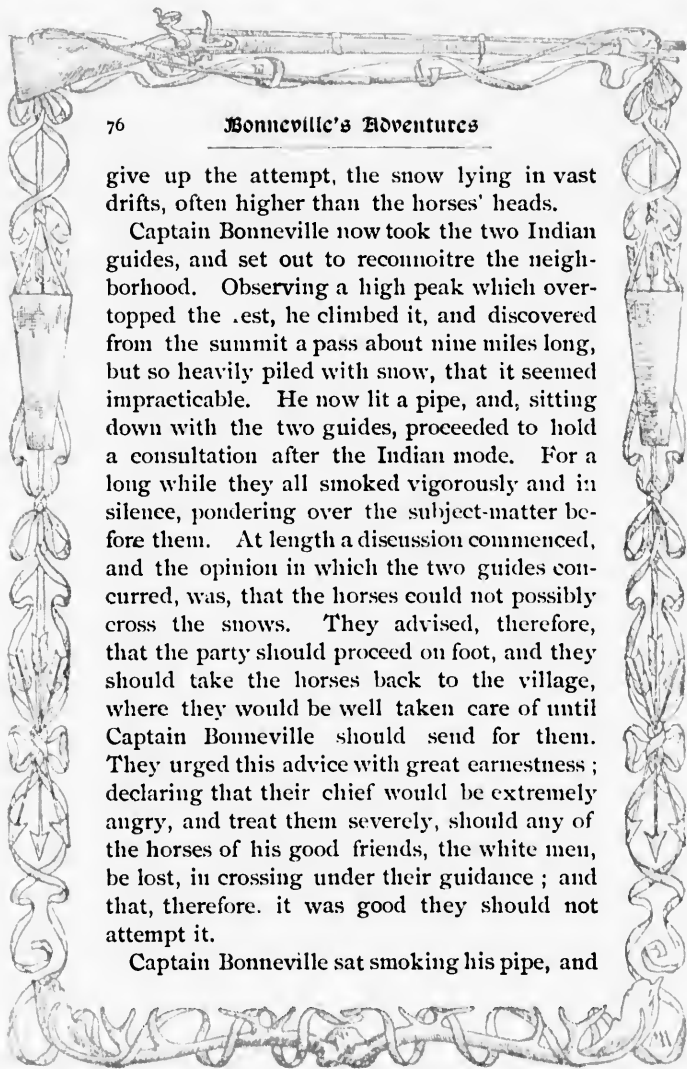 76 Bonneville's Adventures
give up the attempt, the snow lying in vast
drifts, often higher than the horses' heads.
Captain Bonneville now took the two Indian
guides, and set out to reconnoitre the neigh-
borhood. Observing a high peak which over-
topped the .est, he climbed it, and discovered
from the summit a pass about nine miles long,
but so heavily piled with snow, that it seemed
impracticable. He now lit a pipe, and, sitting
down with the two guides, proceeded to hold
a consultation after the Indian mode. For a
long while they all smoked vigorously and in
silence, pondering over the subject-matter be-
fore them. At length a discussion commenced,
and the opinion in which the two guides con-
curred, was, that the horses could not possibly
cross the snows. They advised, therefore,
that the party should proceed on foot, and they
should take the horses back to the village,
where they would be well taken care of until
Captain Bonneville should send for them.
They urged this advice with great earnestness ;
declaring that their chief would be extremely
angry, and treat them severely, should any of
the horses of his good friends, the white men,
be lost, in crossing under their guidance ; and
that, therefore. it was good they should not
attempt it.
Captain Bonneville sat smoking his pipe, and